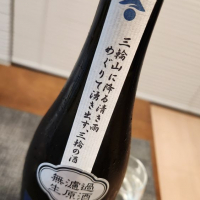 三輪山に降る清き雨
めぐりて湧き出す、三輪の酒
無濾過
生原酒